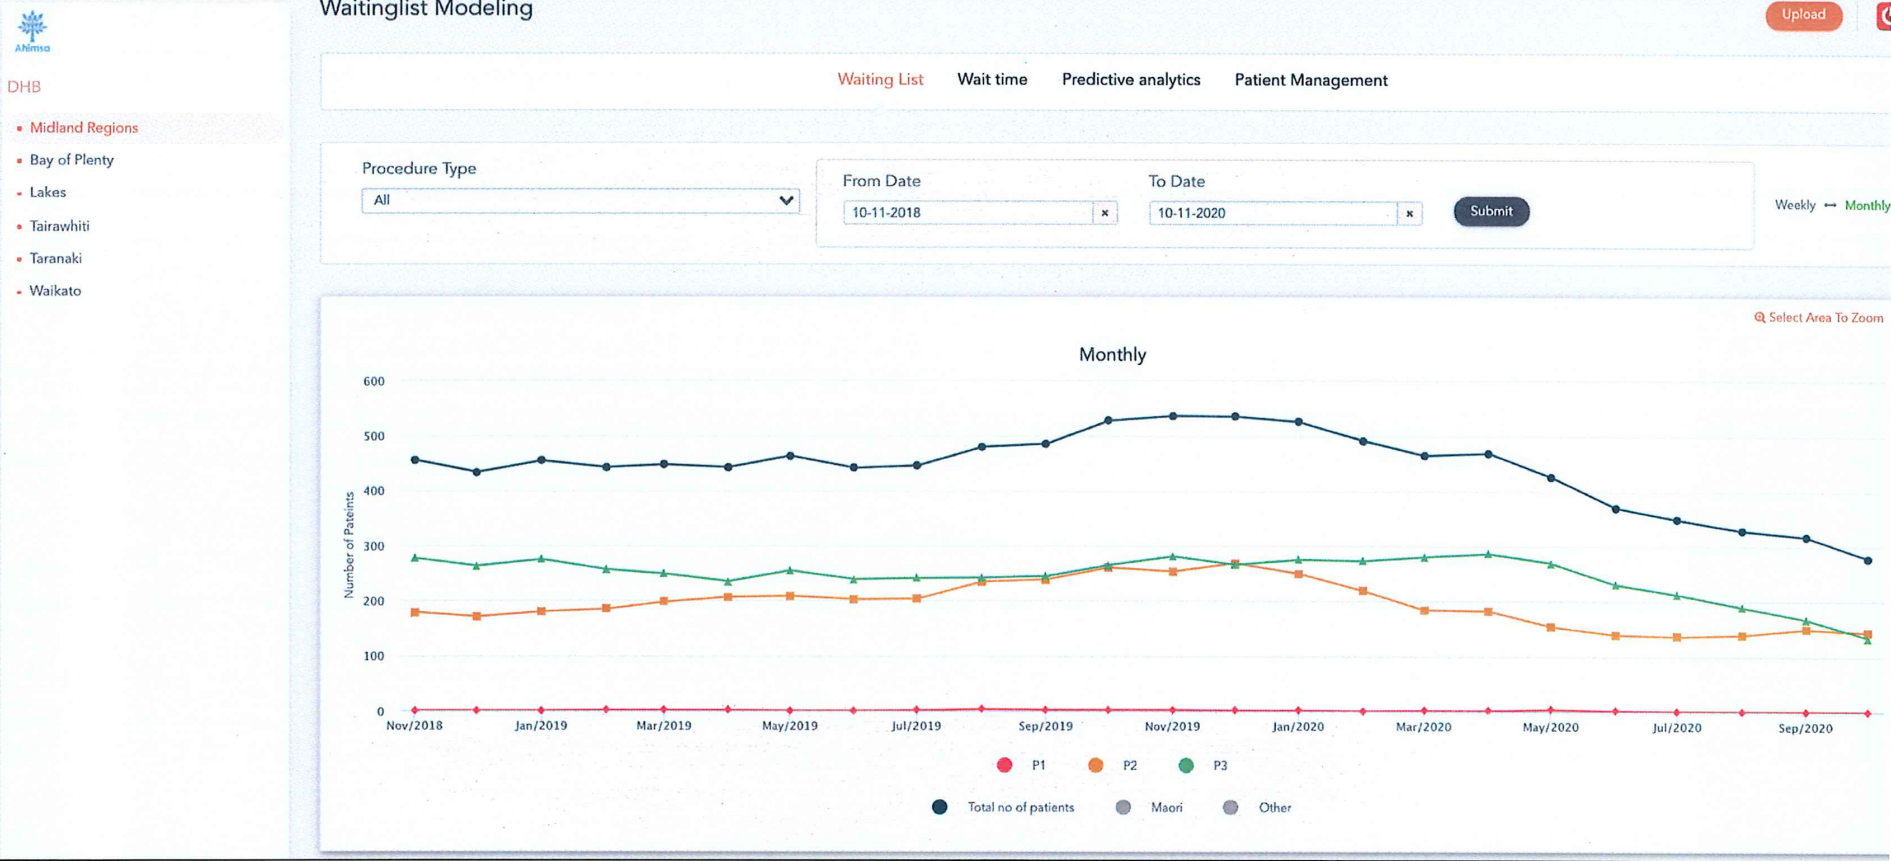 Waitinglist Modeling
Upload
Ahimsa
DHB
Midland Regions
Bay of Plenty
Lakes
Tairawhiti
Taranaki
Waikato
Waiting List Wait time Predictive analytics Patient Management
Procedure Type
All
From Date To Date
10-11-2018 10-11-2020 Submit
Weekly ↔ Monthly
Select Area To Zoom
Monthly
Number of Pateints
600
500
400
300
200
100
0
Nov/2018 Jan/2019 Mar/2019 May/2019 Jul/2019 Sep/2019 Nov/2019 Jan/2020 Mar/2020 May/2020 Jul/2020 Sep/2020
P1 P2 P3
Total no of patients Maori Other